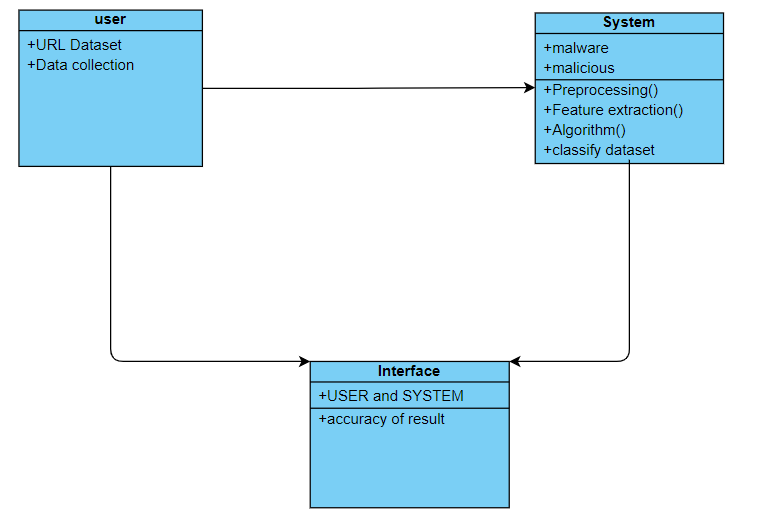 user
+URL Dataset
+Data collection
System
+malware
+malicious
+Preprocessing()
+Feature extraction()
+Algorithm()
+classify dataset
Interface
+USER and SYSTEM
+accuracy of result